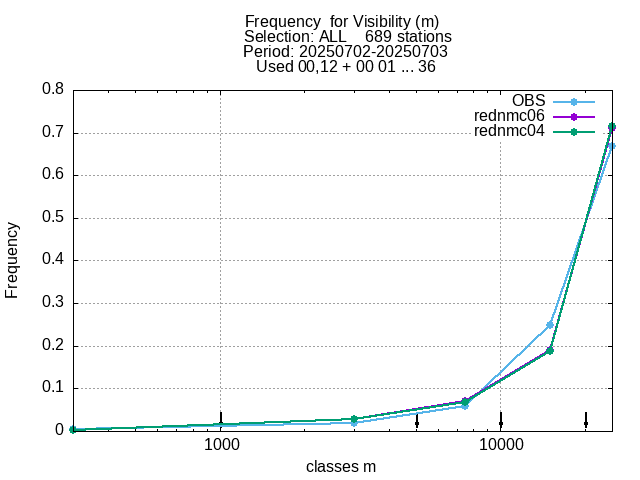 Frequency  for Visibility (m)
Selection: ALL    689 stations
Period: 20250702-20250703
Used 00,12 + 00 01 ... 36
OBS
rednmc06
rednmc04
0.8
0.7
0.6
0.5
0.4
0.3
0.2
0.1
0
Frequency
1000
10000
classes m